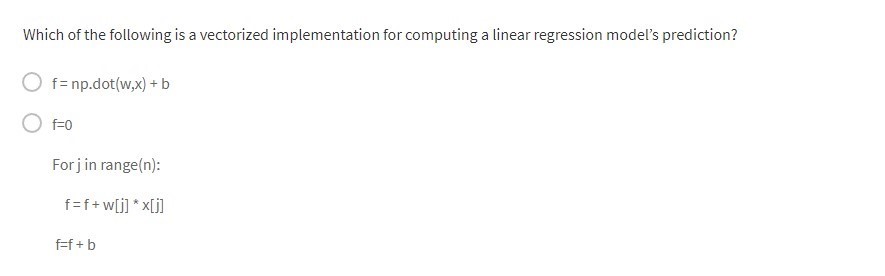 Which of the following is a vectorized implementation for computing a linear regression model's prediction?
f = np.dot(w,x) + b
f=0
For j in range(n):
f = f + w[j] * x[j]
f=f + b